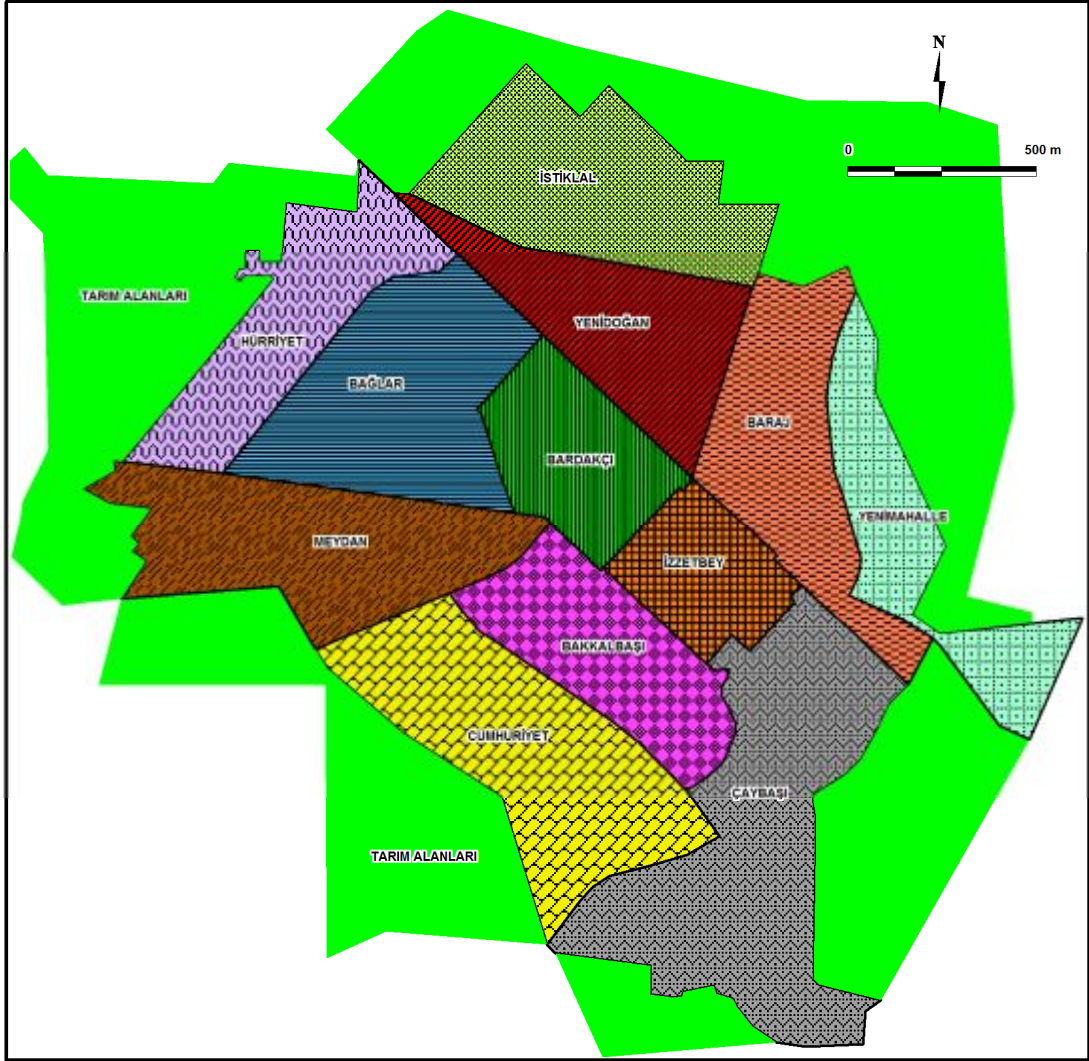 N
0 500 m
İSTİKLAL
TARIM ALANLARI
YENİDOĞAN
HÜRRİYET
BAĞLAR
BARAJ
BARDAKÇI
YENİMAHALLE
MEYDAN
İZZETBEY
BAKKALBAŞI
CUMHURİYET
ÇAYBAŞI
TARIM ALANLARI